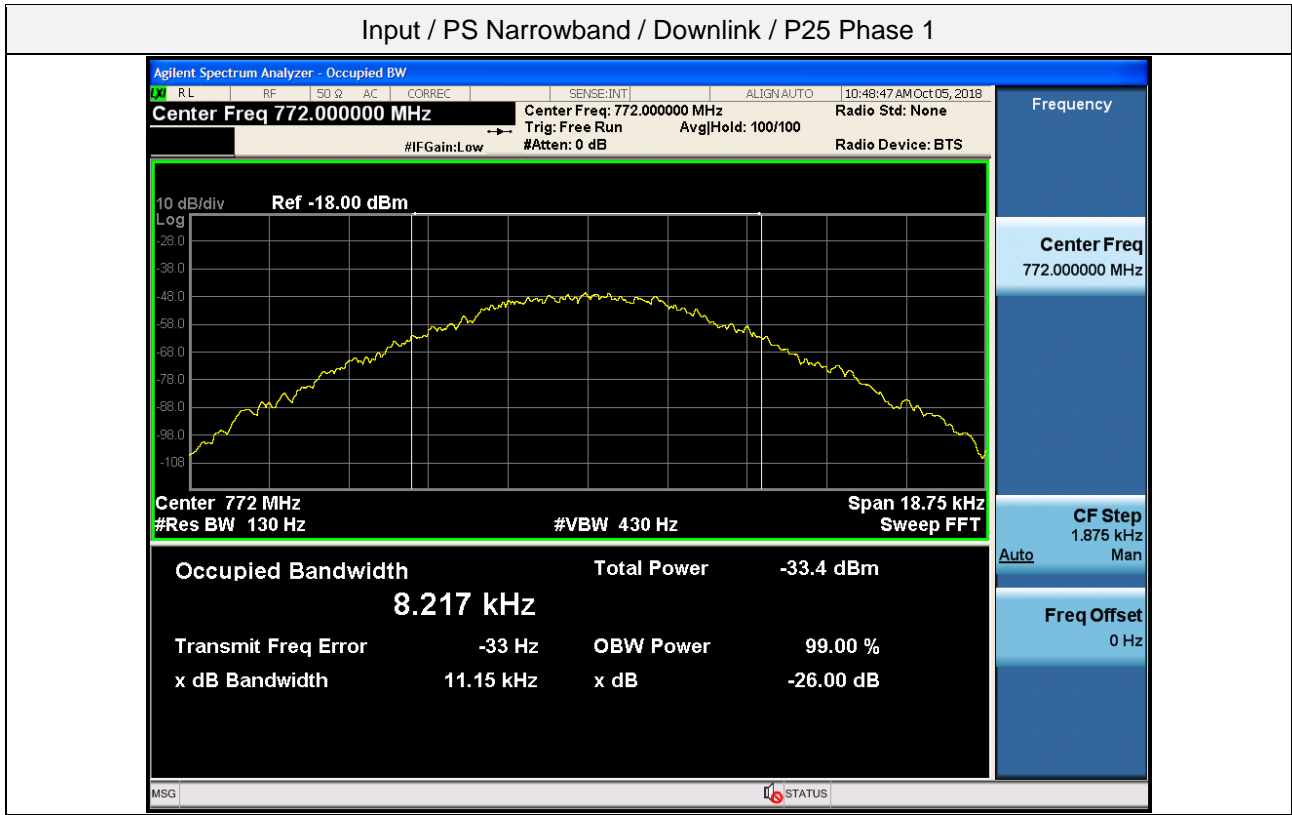 Input / PS Narrowband / Downlink / P25 Phase 1
Agilent Spectrum Analyzer - Occupied BW
LXI RL RF 50 Ω AC CORREC SENSE:INT ALIGN AUTO 10:48:47 AM Oct 05, 2018
Center Freq 772.000000 MHz Center Freq: 772.000000 MHz Radio Std: None Frequency
Trig: Free Run Avg|Hold: 100/100
#IFGain:Low #Atten: 0 dB Radio Device: BTS
10 dB/div Ref -18.00 dBm
Log
-28.0
-38.0
-48.0
-58.0
-68.0
-78.0
-88.0
-98.0
-108
Center 772 MHz Span 18.75 kHz
#Res BW 130 Hz #VBW 430 Hz Sweep FFT
Center Freq
772.000000 MHz
CF Step
1.875 kHz
Auto Man
Freq Offset
0 Hz
Occupied Bandwidth Total Power -33.4 dBm
8.217 kHz
Transmit Freq Error -33 Hz OBW Power 99.00 %
x dB Bandwidth 11.15 kHz x dB -26.00 dB
MSG STATUS